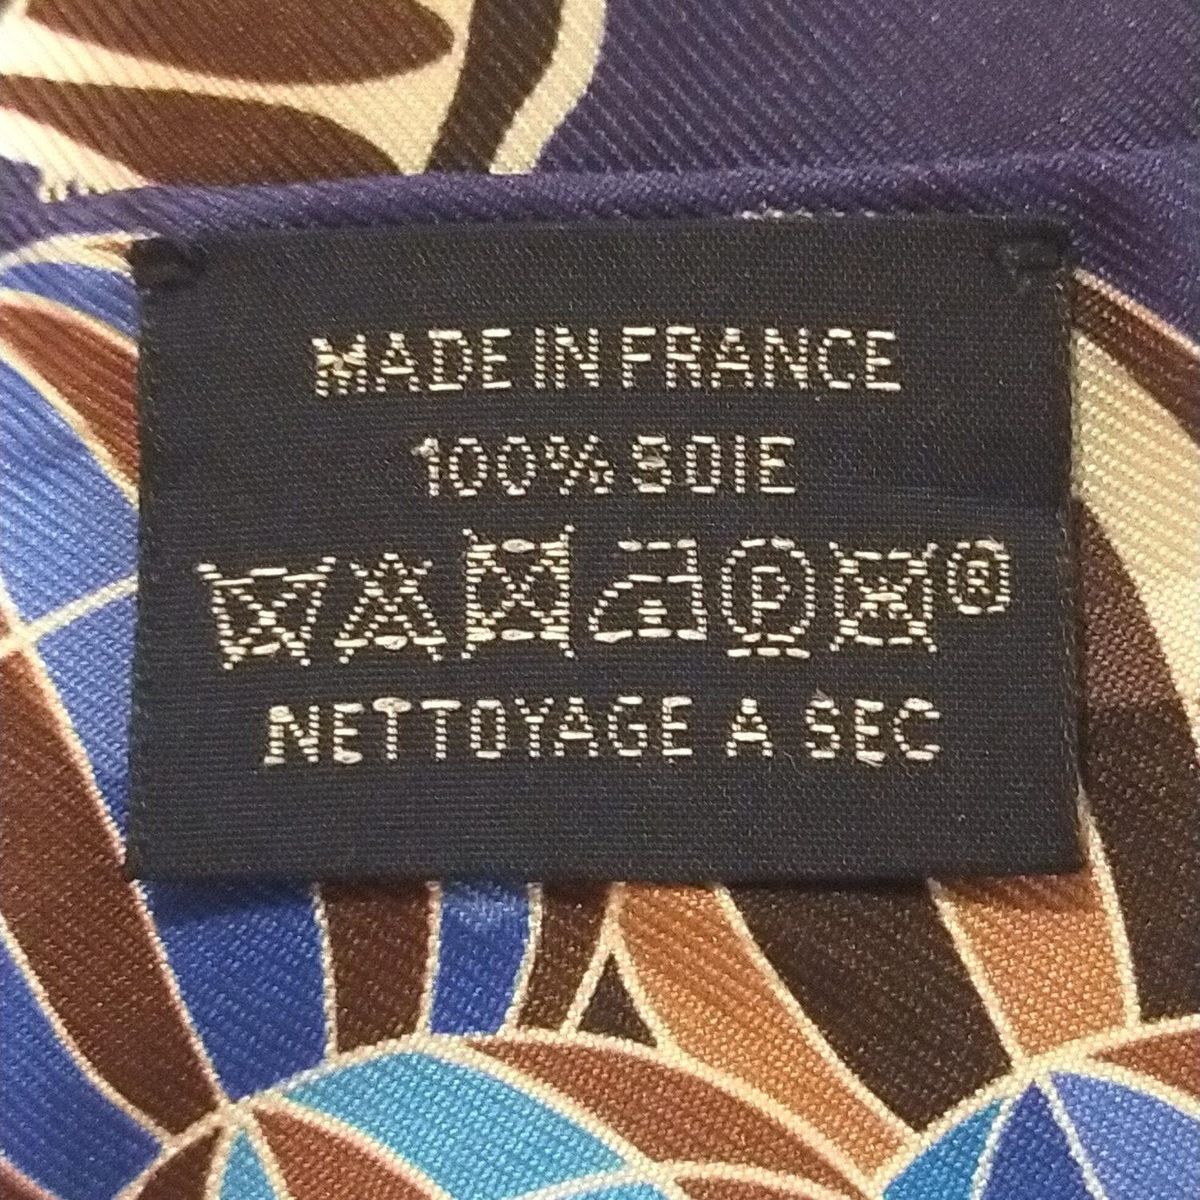 MADE IN FRANCE
100% SOIE
P ®
NETTOYAGE A SEC